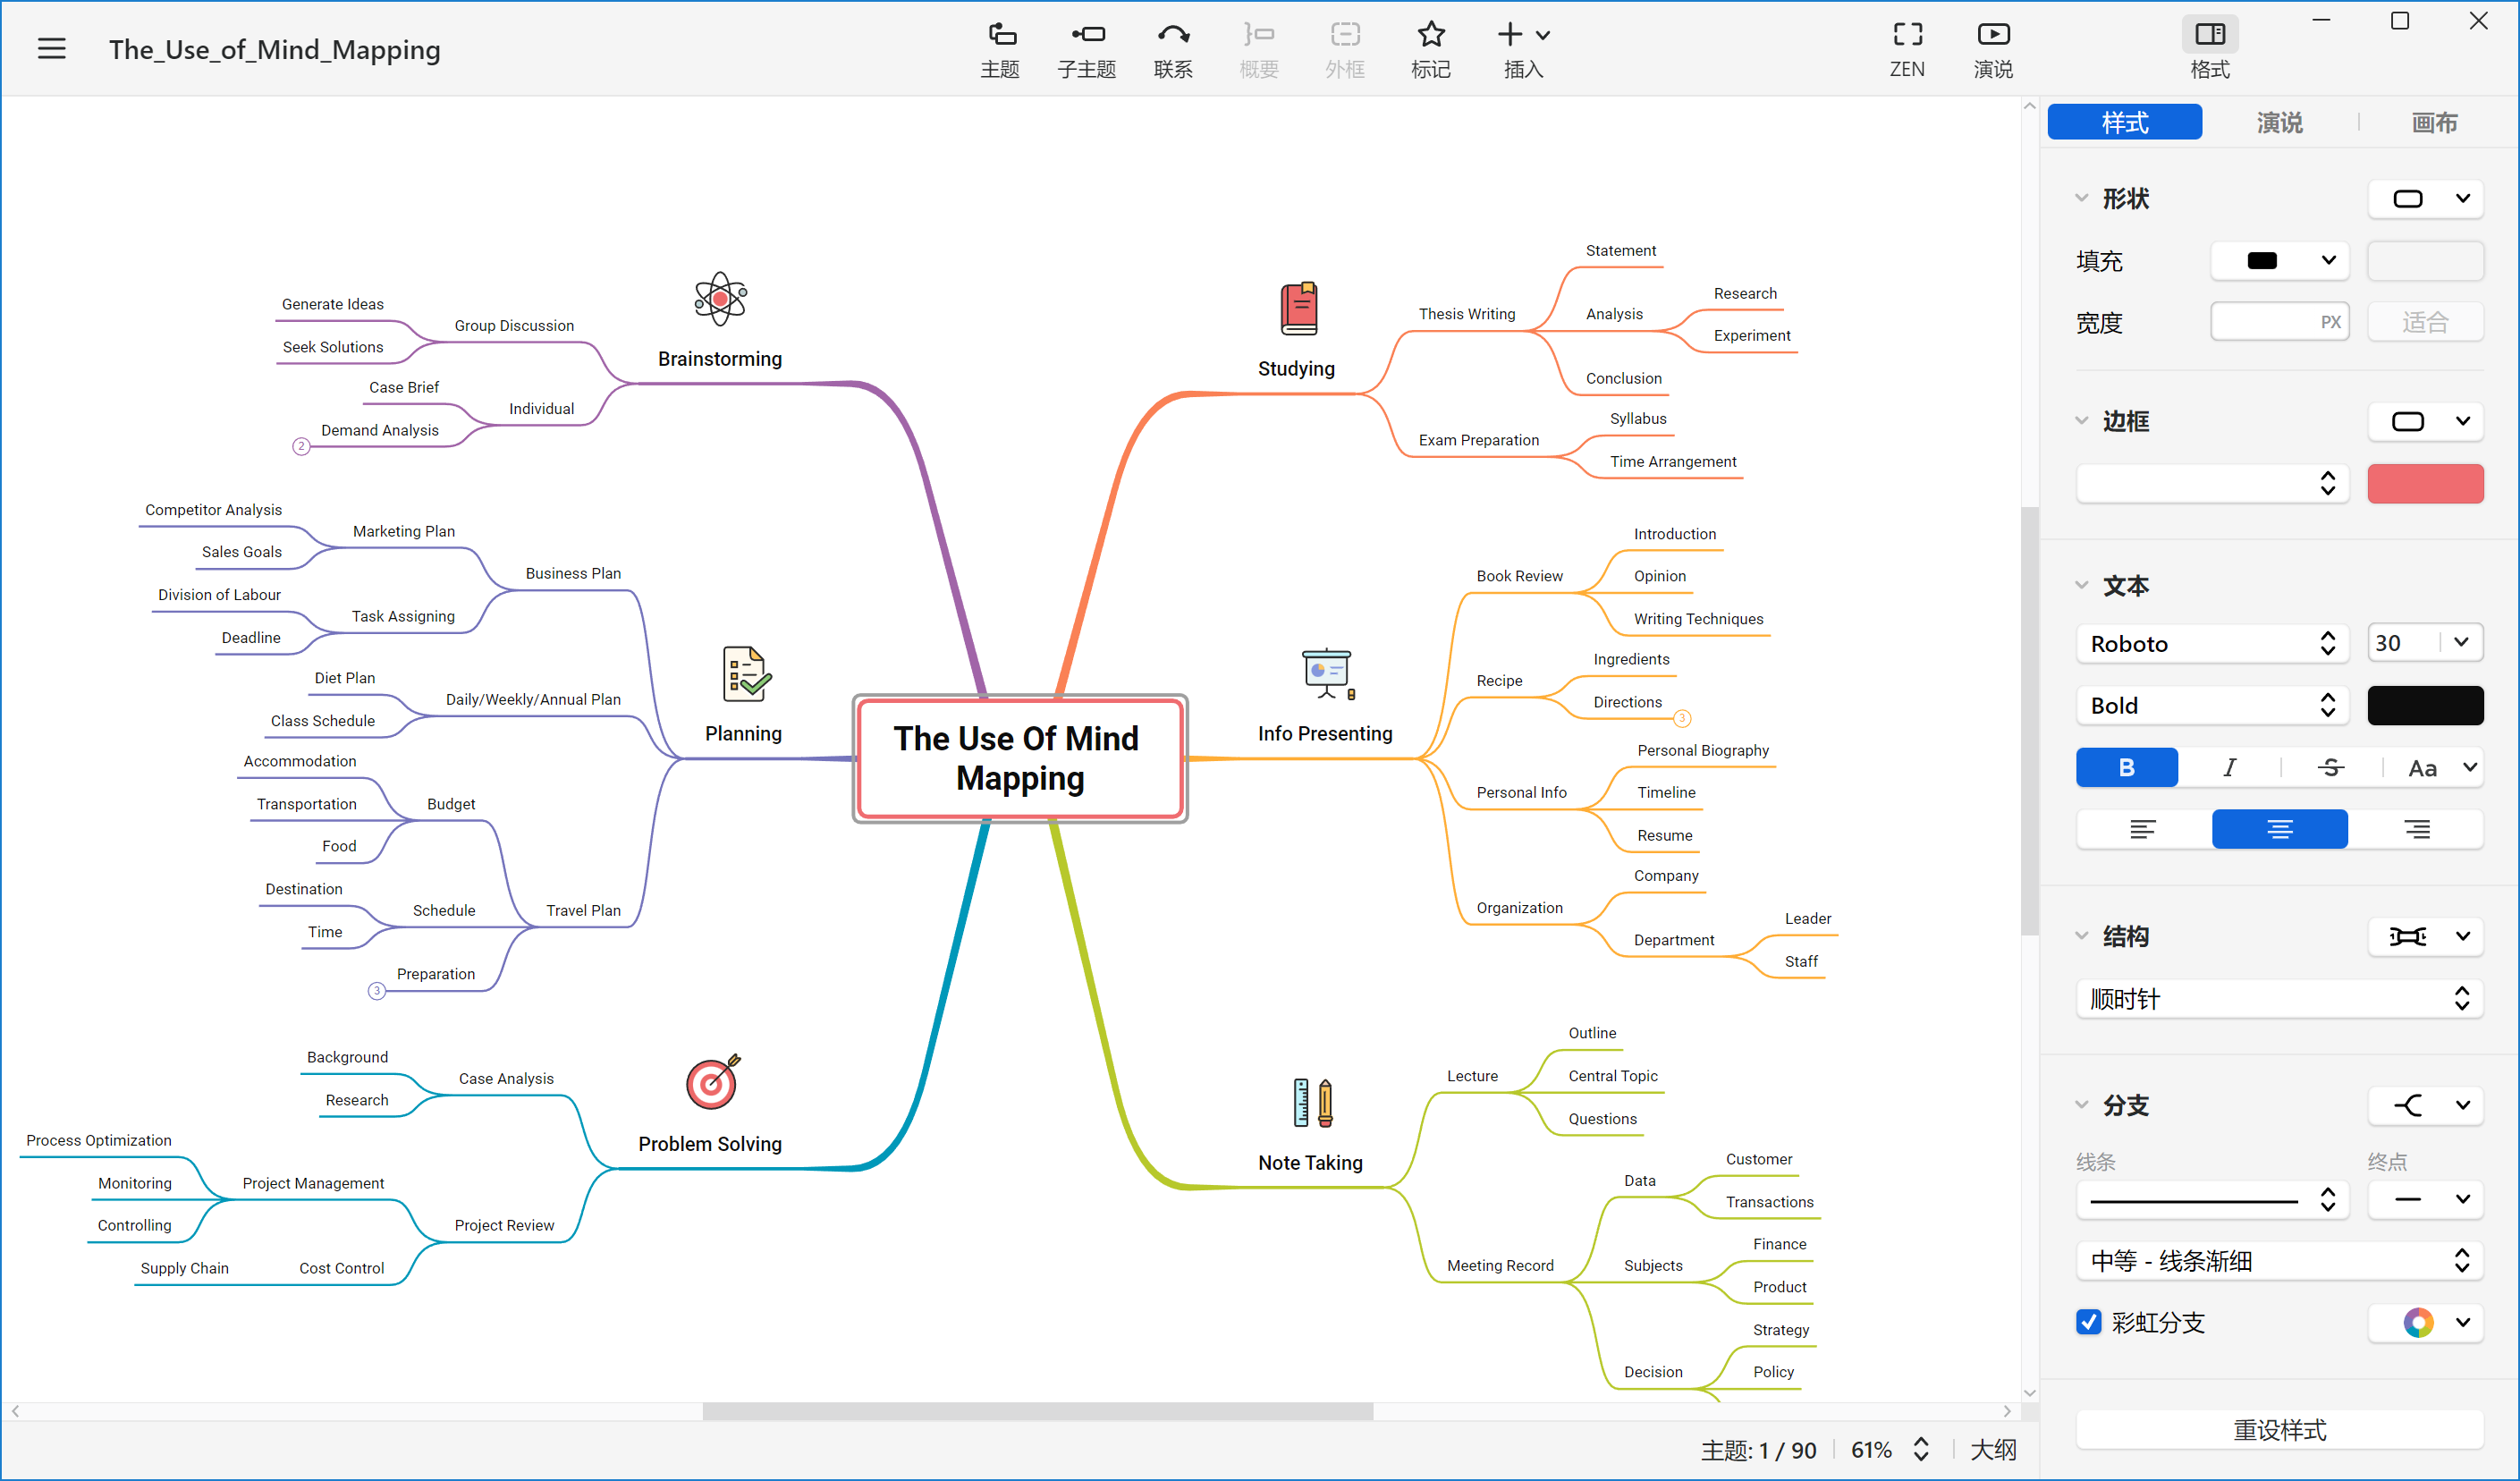 The_Use_of_Mind_Mapping
主题
子主题
联系
概要
外框
标记
插入
ZEN
演说
格式
样式
演说
画布
形状
填充
宽度
PX
适合
边框
文本
Roboto
30
Bold
B
I
S
Aa
结构
顺时针
分支
线条
终点
中等 - 线条渐细
彩虹分支
重设样式
The Use Of Mind
Mapping
Brainstorming
Group Discussion
Generate Ideas
Seek Solutions
Individual
Case Brief
Demand Analysis
2
Planning
Business Plan
Marketing Plan
Competitor Analysis
Sales Goals
Task Assigning
Division of Labour
Deadline
Daily/Weekly/Annual Plan
Diet Plan
Class Schedule
Travel Plan
Budget
Accommodation
Transportation
Food
Schedule
Destination
Time
Preparation
3
Problem Solving
Case Analysis
Background
Research
Project Review
Project Management
Process Optimization
Monitoring
Controlling
Cost Control
Supply Chain
Studying
Thesis Writing
Statement
Analysis
Research
Experiment
Conclusion
Exam Preparation
Syllabus
Time Arrangement
Info Presenting
Book Review
Introduction
Opinion
Writing Techniques
Recipe
Ingredients
Directions
3
Personal Info
Personal Biography
Timeline
Resume
Organization
Company
Department
Leader
Staff
Note Taking
Lecture
Outline
Central Topic
Questions
Meeting Record
Data
Customer
Transactions
Subjects
Finance
Product
Decision
Strategy
Policy
主题: 1 / 90
61%
大纲